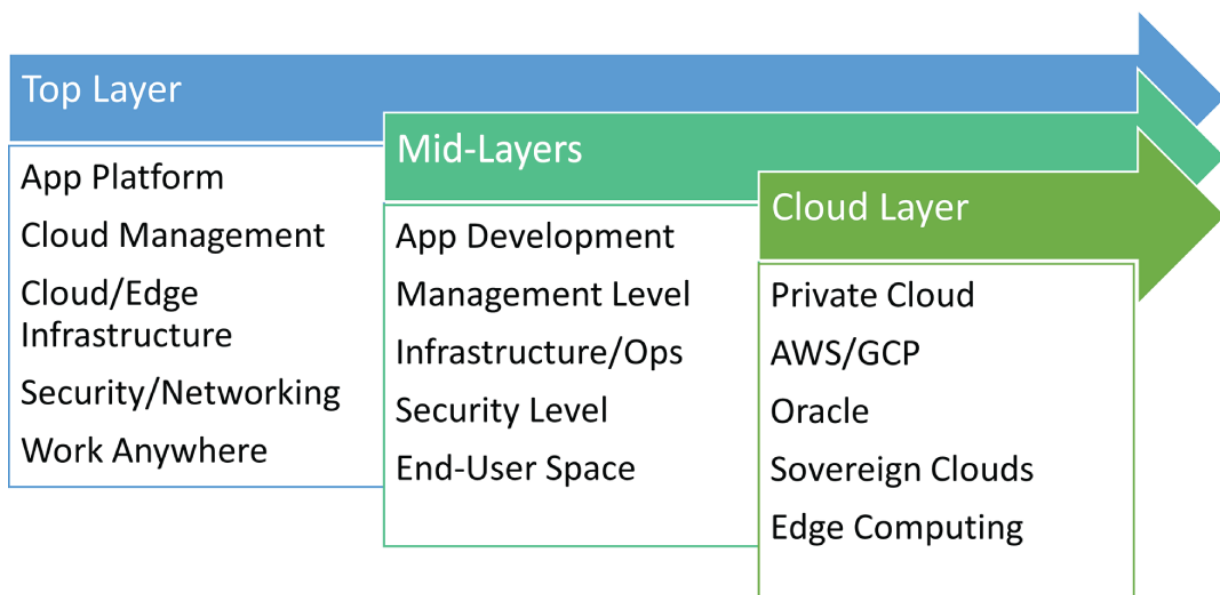 Top Layer
App Platform
Cloud Management
Cloud/Edge
Infrastructure
Security/Networking
Work Anywhere
Mid-Layers
App Development
Management Level
Infrastructure/Ops
Security Level
End-User Space
Cloud Layer
Private Cloud
AWS/GCP
Oracle
Sovereign Clouds
Edge Computing